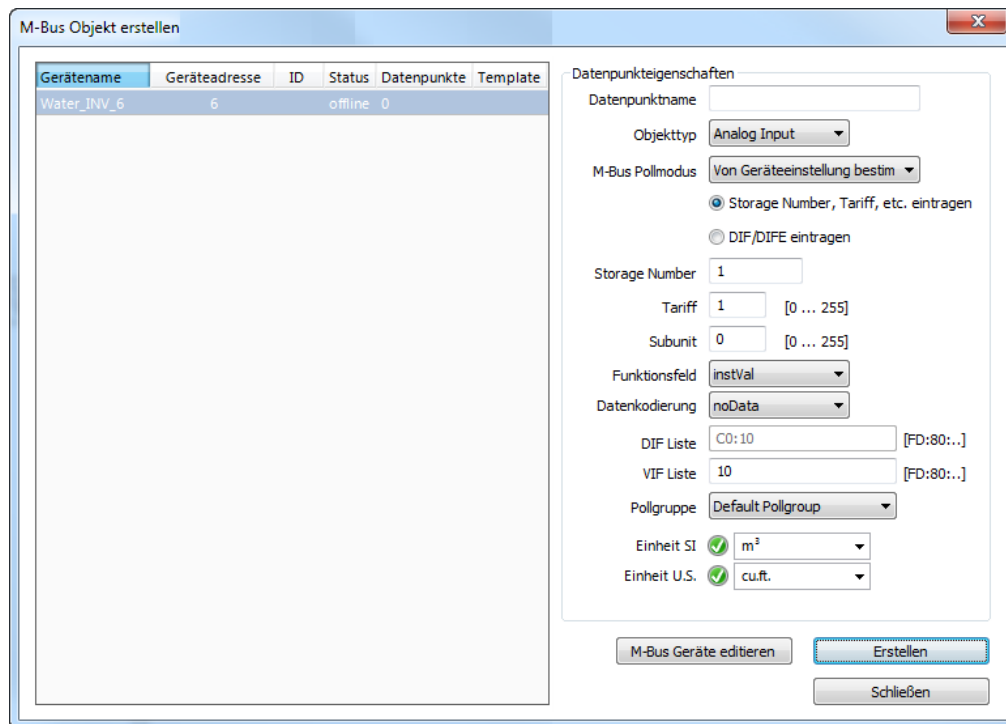 M-Bus Objekt erstellen
Gerätename Geräteadresse ID Status Datenpunkte Template
Water_INV_6 6 offline 0
Datenpunkteigenschaften
Datenpunktname
Objekttyp Analog Input
M-Bus Pollmodus Von Geräteeinstellung bestim
Storage Number, Tariff, etc. eintragen
DIF/DIFE eintragen
Storage Number 1
Tariff 1 [0 ... 255]
Subunit 0 [0 ... 255]
Funktionsfeld instVal
Datenkodierung noData
DIF Liste C0:10 [FD:80:..]
VIF Liste 10 [FD:80:..]
Pollgruppe Default Pollgroup
Einheit SI m³
Einheit U.S. cu.ft.
M-Bus Geräte editieren Erstellen
Schließen